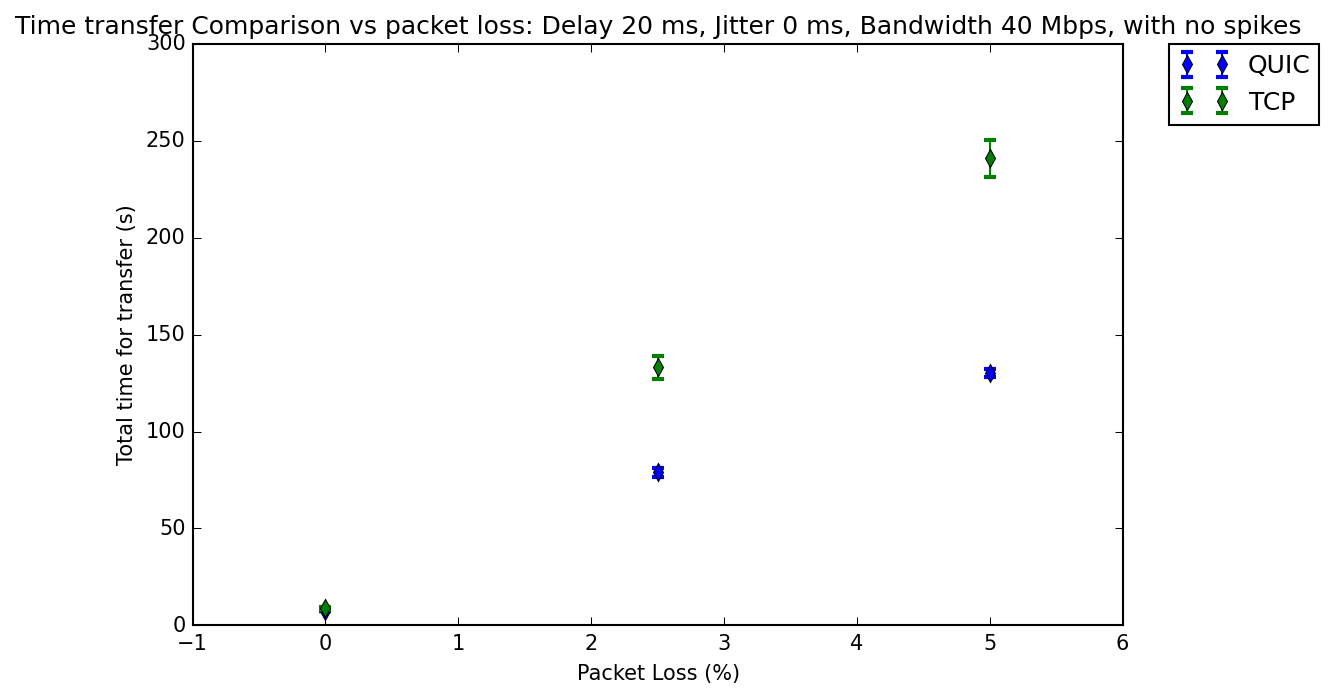 Time transfer Comparison vs packet loss: Delay 20 ms, Jitter 0 ms, Bandwidth 40 Mbps, with no spikes
QUIC
TCP
Total time for transfer (s)
300
250
200
150
100
50
0
−1 0 1 2 3 4 5 6
Packet Loss (%)